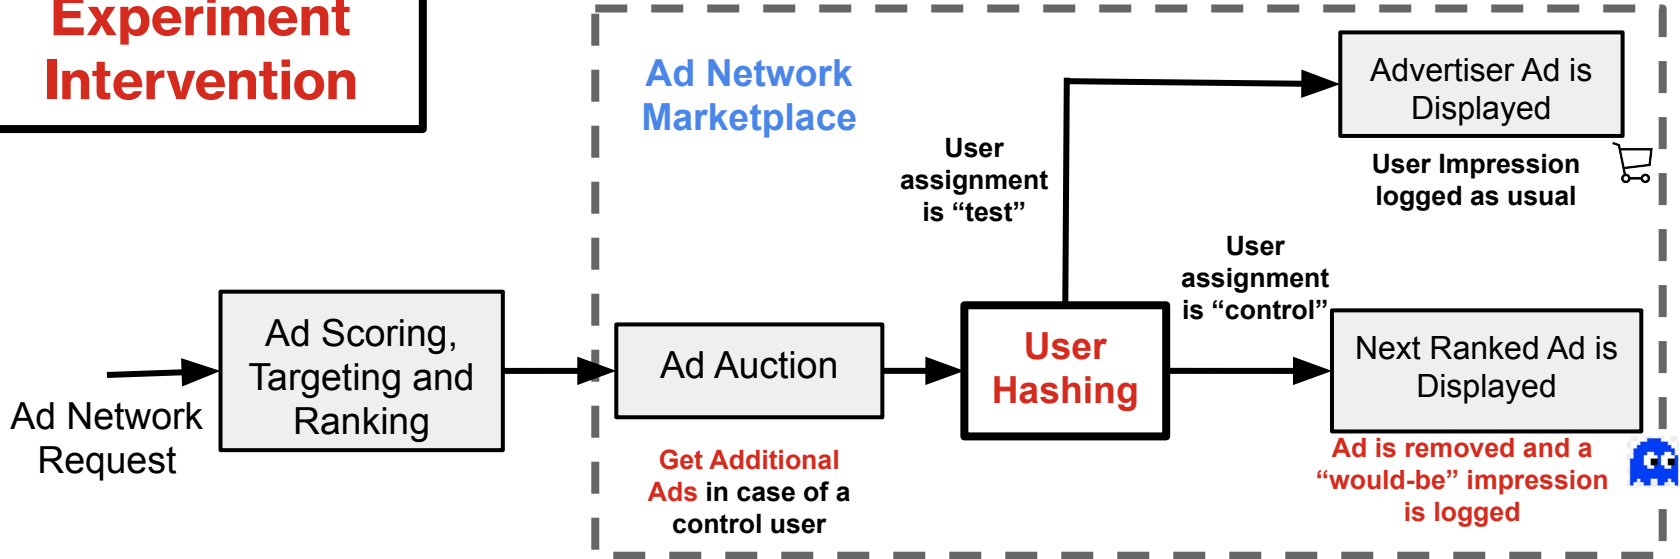 Experiment
Intervention
Ad Network
Marketplace
Advertiser Ad is
Displayed
User Impression
logged as usual
User
assignment
is “test”
User
assignment
is “control”
Ad Network
Request
Ad Scoring,
Targeting and
Ranking
Ad Auction
Get Additional
Ads in case of a
control user
User
Hashing
Next Ranked Ad is
Displayed
Ad is removed and a
“would-be” impression
is logged